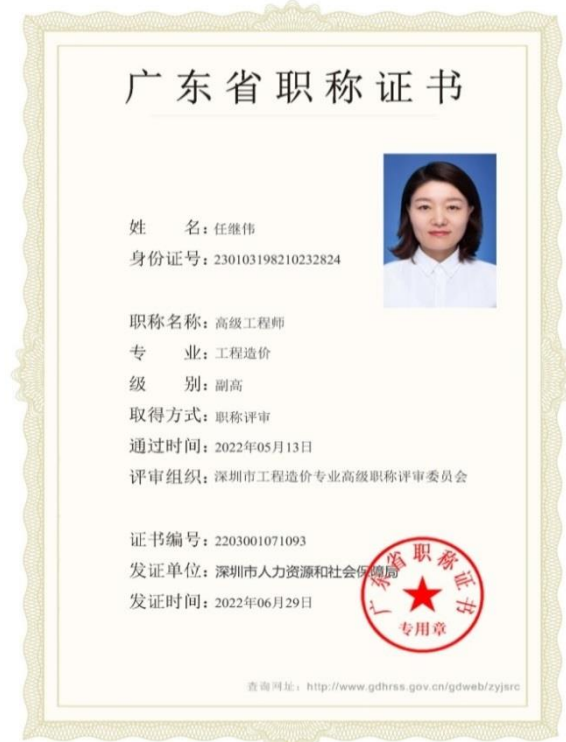 广东省职称证书
姓 名：任继伟
身份证号：230103198210232824
职称名称：高级工程师
专 业：工程造价
级 别：副高
取得方式：职称评审
通过时间：2022年05月13日
评审组织：深圳市工程造价专业高级职称评审委员会
证书编号：2203001071093
发证单位：深圳市人力资源和社会保障局
发证时间：2022年06月29日
广东省职称证书
专用章
查询网址：http://www.gdhrss.gov.cn/gdweb/zyjsrc